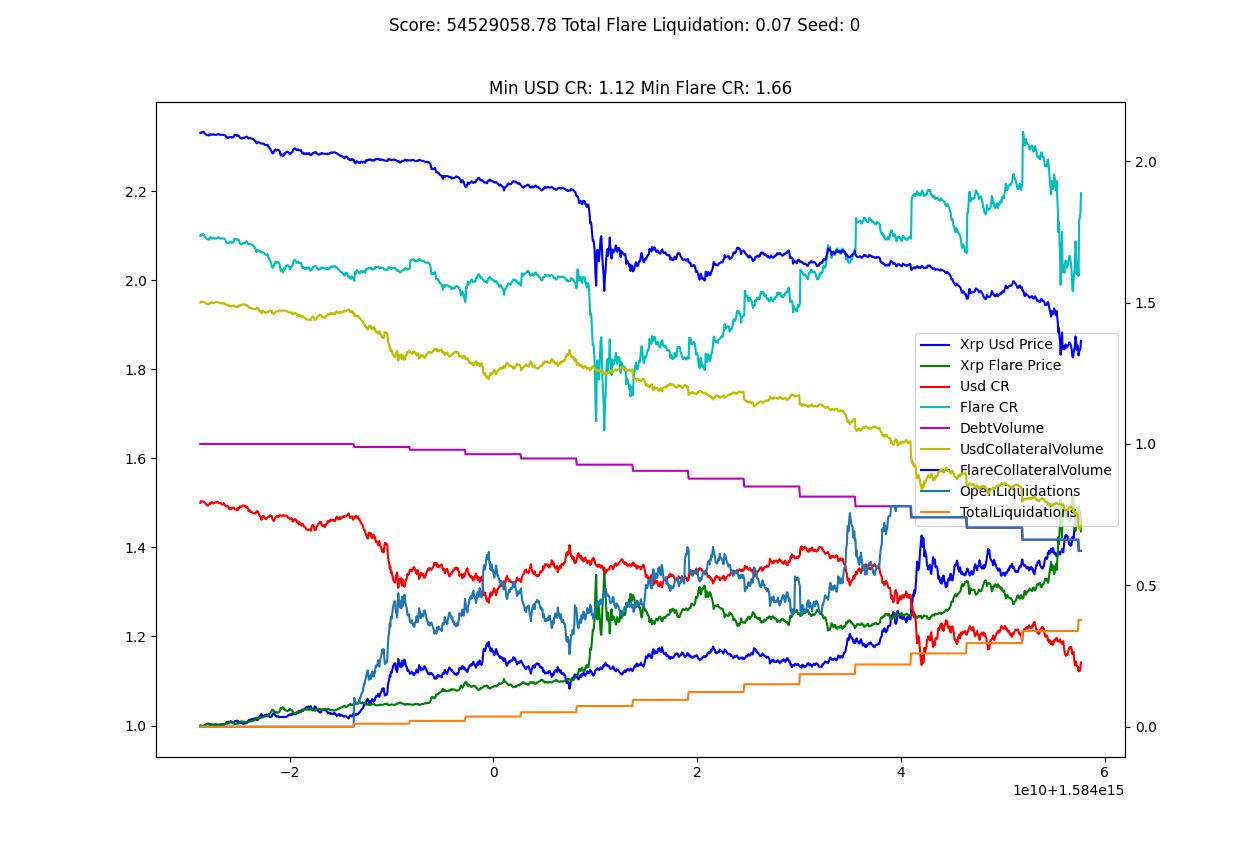 Score: 54529058.78 Total Flare Liquidation: 0.07 Seed: 0
Min USD CR: 1.12 Min Flare CR: 1.66
2.2
2.0
1.8
1.6
1.4
1.2
1.0
2.0
1.5
1.0
0.5
0.0
Xrp Usd Price
Xrp Flare Price
Usd CR
Flare CR
DebtVolume
UsdCollateralVolume
FlareCollateralVolume
OpenLiquidations
TotalLiquidations
−2
0
2
4
6
1e10+1.584e15